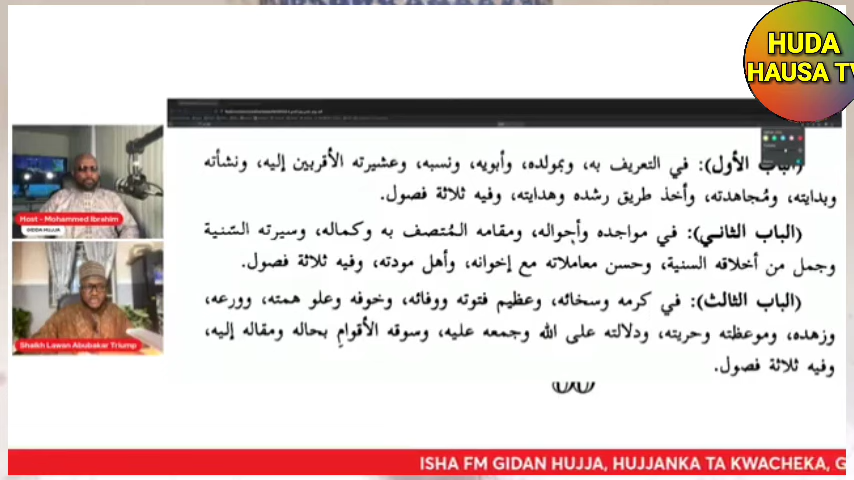 HUDA
HAUSA TV
(الباب الأول): في التعريف به، وبمولده، وأبويه، ونسبه، وعشيرته الأقربين إليه، ونشأته
وبدايته، ومُجاهدته، وأخذ طريق رشده وهدايته، وفيه ثلاثة فصول.
(الباب الثاني): في مواجده وأحواله، ومقامه المُتصف به وكماله، وسيرته السّنية
وجمل من أخلاقه السنية، وحسن معاملاته مع إخوانه، وأهل مودته، وفيه ثلاثة فصول.
(الباب الثالث): في كرمه وسخائه، وعظيم فتوته ووفائه، وخوفه وعلو همته، وورعه،
وزهده، وموعظته وحريته، ودلالته على الله وجمعه عليه، وسوقه الأقوامِ بحاله ومقاله إليه،
وفيه ثلاثة فصول.
Host - Mohammed Ibrahim
GIDAN HUJJA
Shaikh Lawan Abubakar Triump
ISHA FM GIDAN HUJJA, HUJJANKA TA KWACHEKA, G